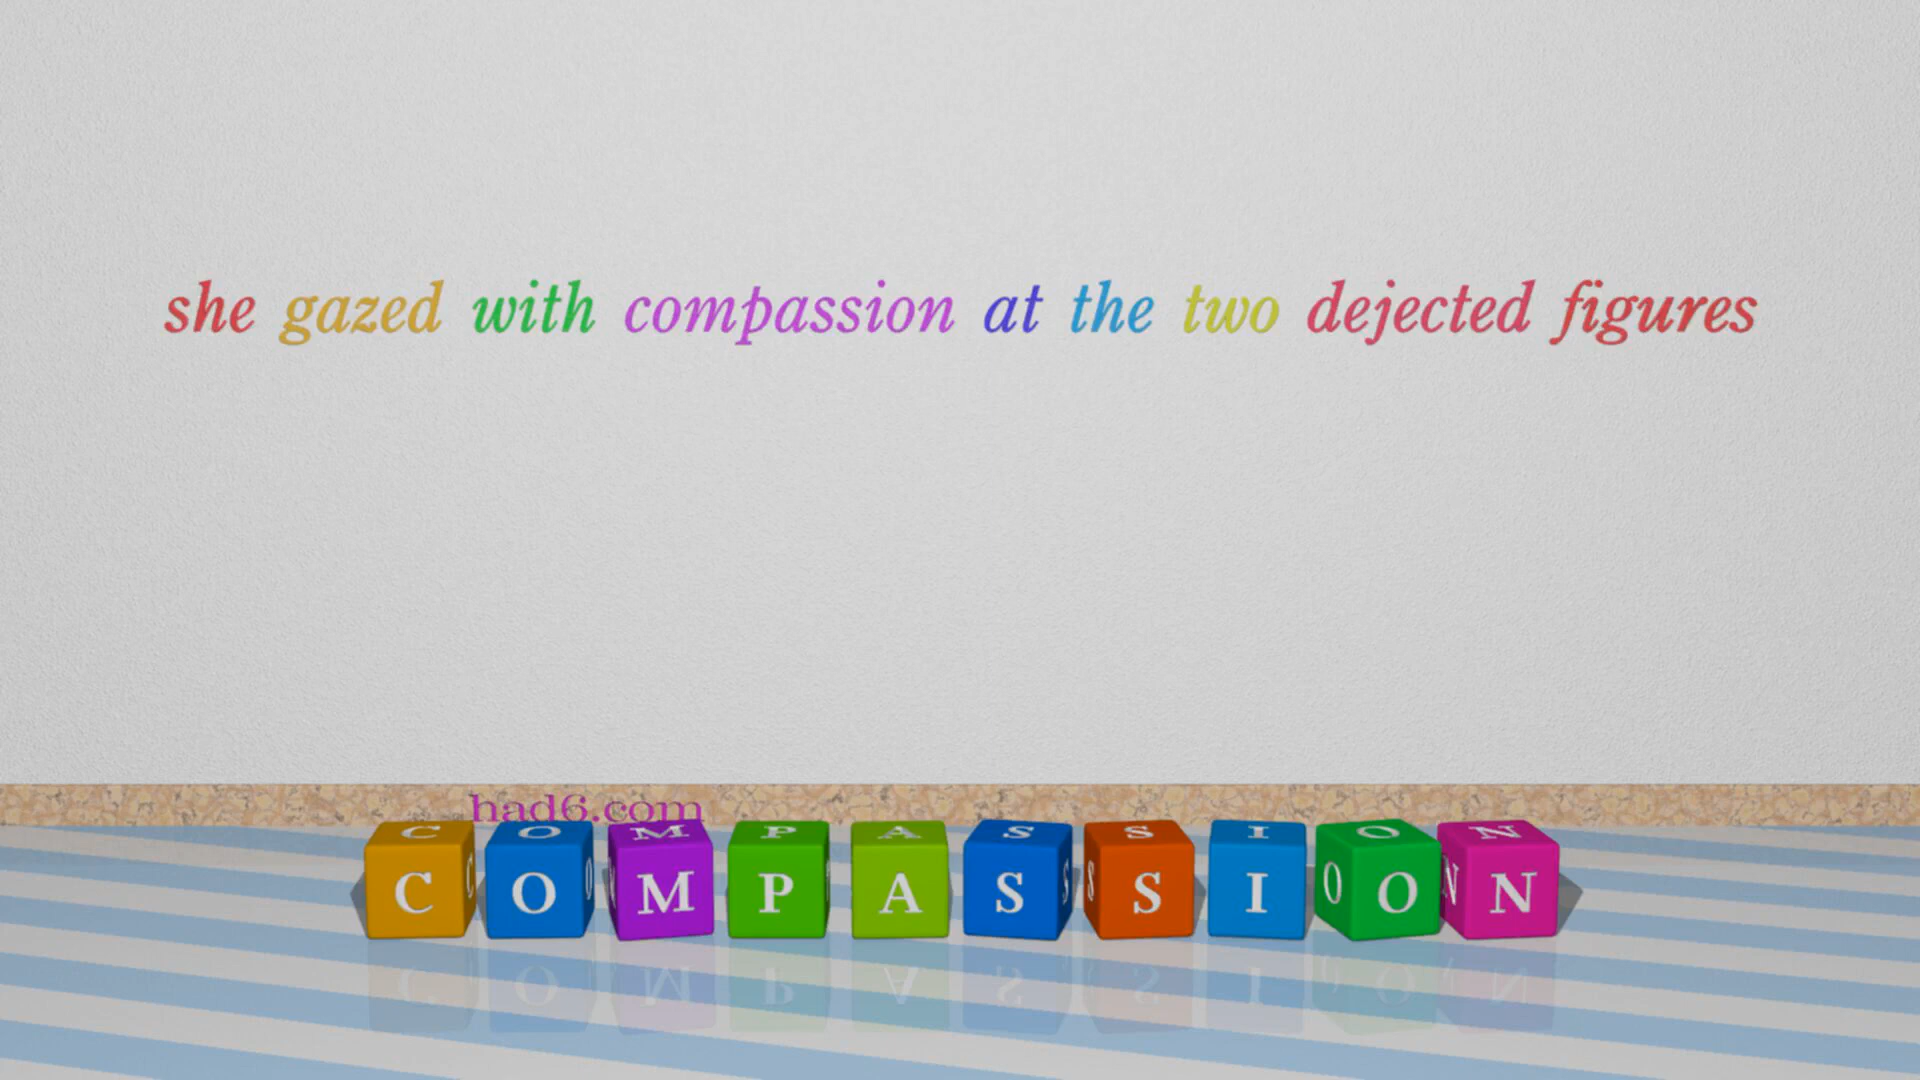 she gazed with compassion at the two dejected figures
had6.com
COMPASSION